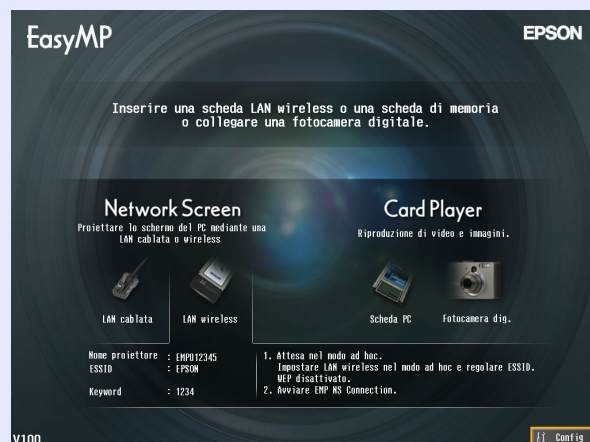 EasyMP
EPSON
Inserire una scheda LAN wireless o una scheda di memoria
o collegare una fotocamera digitale.
Network Screen
Proiettare lo schermo del PC mediante una
LAN cablata o wireless
Card Player
Riproduzione di video e immagini.
LAN cablata
LAN wireless
Scheda PC
Fotocamera dig.
Nome proiettore : EMP012345
ESSID : EPSON
Keyword : 1234
1. Attesa nel modo ad hoc.
Impostare LAN wireless nel modo ad hoc e regolare ESSID.
WEP disattivato.
2. Avviare EMP NS Connection.
V100
Config